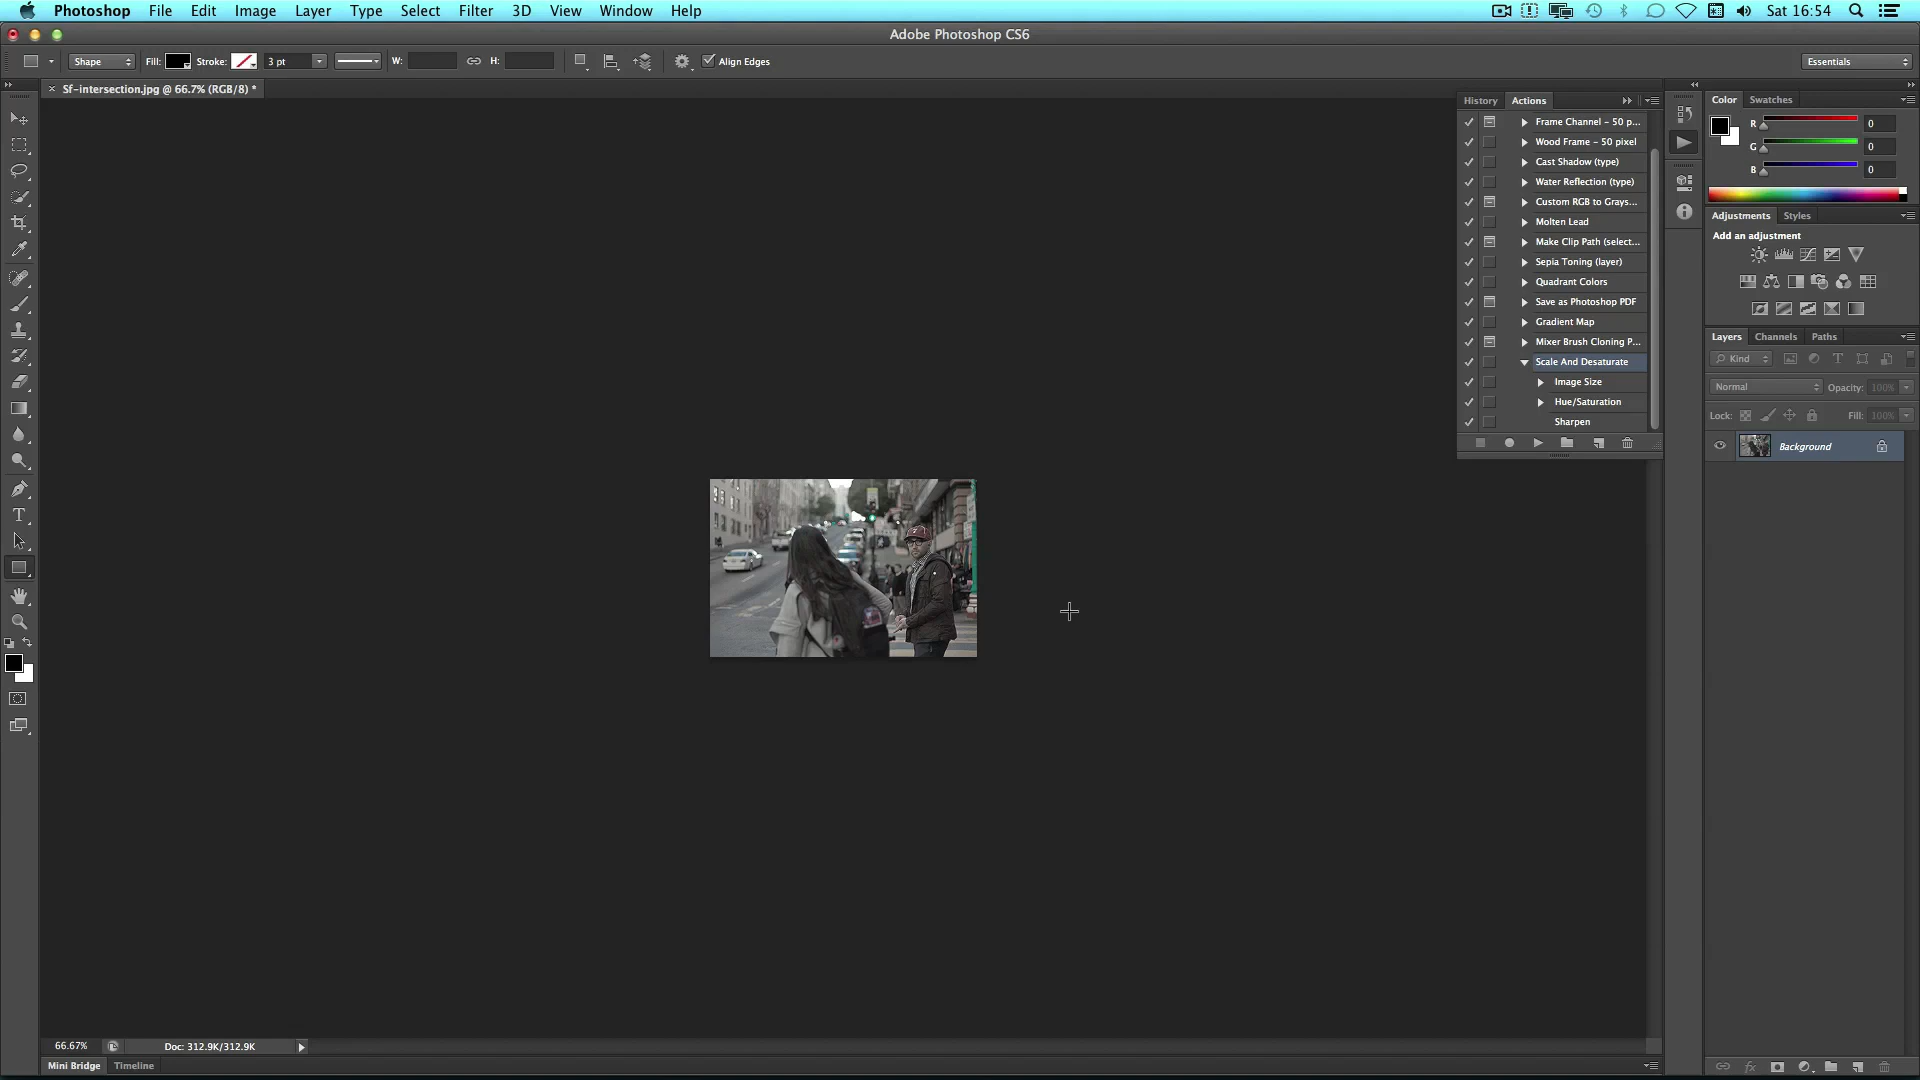 Photoshop File Edit Image Layer Type Select Filter 3D View Window Help Sat 16:54
Adobe Photoshop CS6
Shape Fill: Stroke: 3 pt W: H: Align Edges Essentials
Sf-intersection.jpg @ 66.7% (RGB/8) *
History Actions
Frame Channel - 50 p...
Wood Frame - 50 pixel
Cast Shadow (type)
Water Reflection (type)
Custom RGB to Grays...
Molten Lead
Make Clip Path (select...
Sepia Toning (layer)
Quadrant Colors
Save as Photoshop PDF
Gradient Map
Mixer Brush Cloning P...
Scale And Desaturate
Image Size
Hue/Saturation
Sharpen
Color Swatches
R 0
G 0
B 0
Adjustments Styles
Add an adjustment
Layers Channels Paths
Kind
Normal Opacity: 100%
Lock: Fill: 100%
Background
66.67% Doc: 312.9K/312.9K
Mini Bridge Timeline